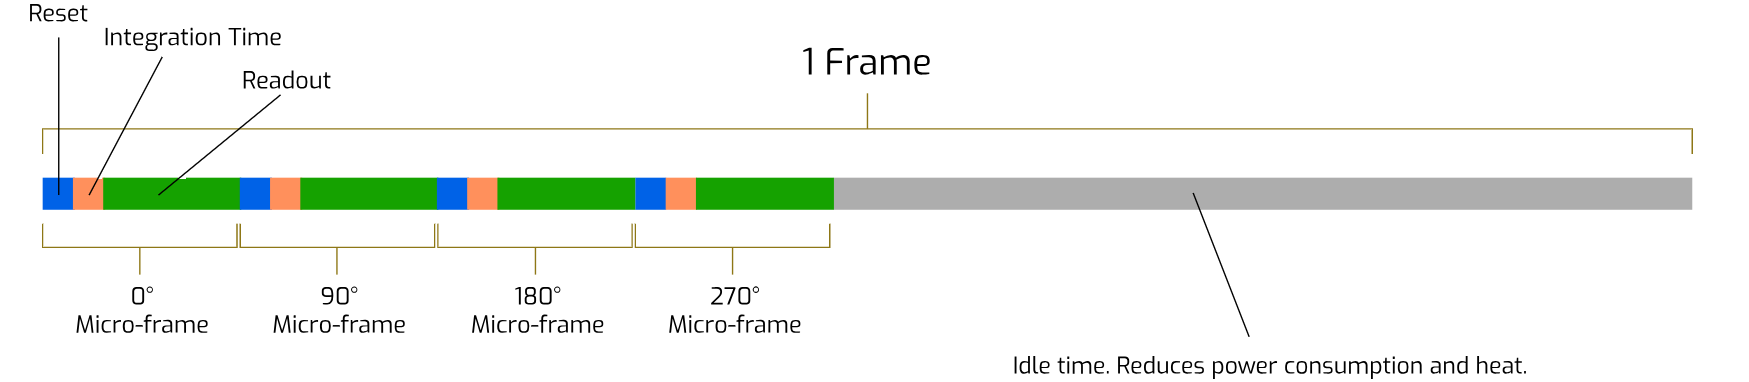 Reset
Integration Time
Readout
1 Frame
0°
Micro-frame
90°
Micro-frame
180°
Micro-frame
270°
Micro-frame
Idle time. Reduces power consumption and heat.